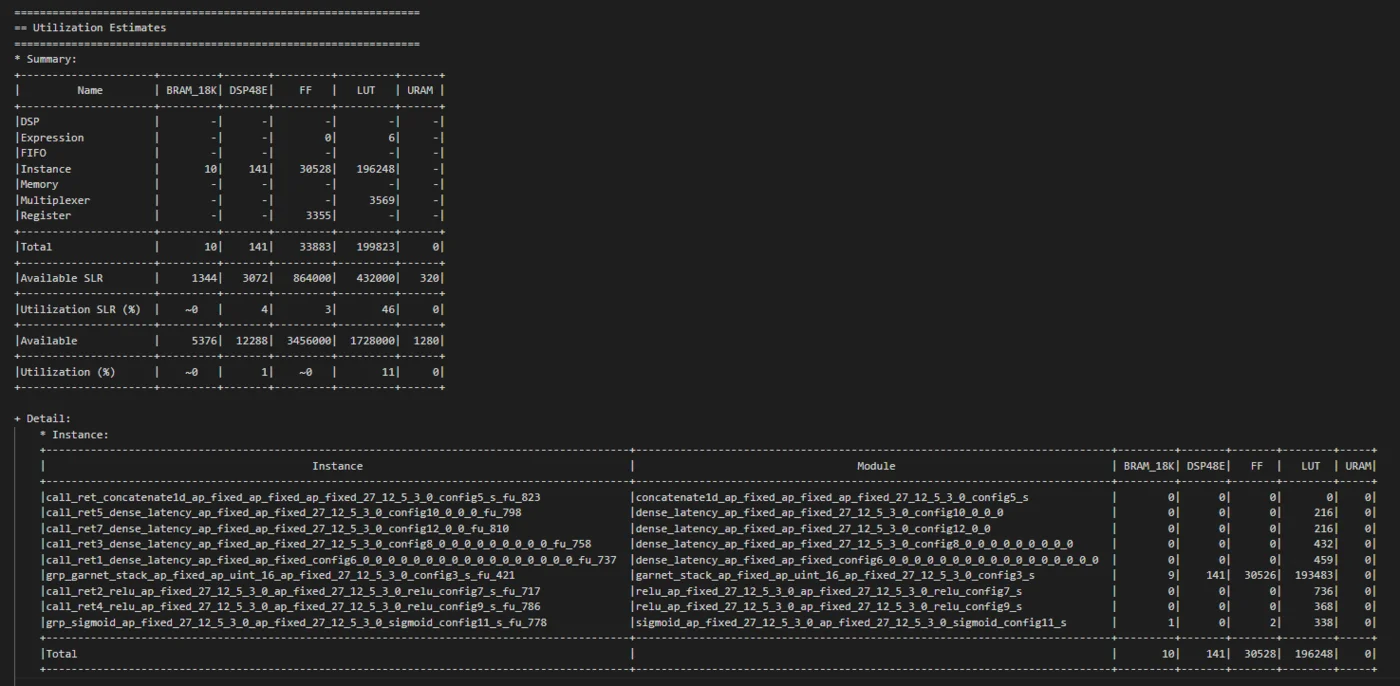 ================================================================
== Utilization Estimates
================================================================
* Summary:
+---------------------+---------+-------+---------+---------+------+
|         Name        | BRAM_18K| DSP48E|    FF   |   LUT   | URAM |
+---------------------+---------+-------+---------+---------+------+
|DSP                  |        -|      -|        -|        -|     -|
|Expression           |        -|      -|        0|        6|     -|
|FIFO                 |        -|      -|        -|        -|     -|
|Instance             |       10|    141|    30528|   196248|     -|
|Memory               |        -|      -|        -|        -|     -|
|Multiplexer          |        -|      -|        -|     3569|     -|
|Register             |        -|      -|     3355|        -|     -|
+---------------------+---------+-------+---------+---------+------+
|Total                |       10|    141|    33883|   199823|     0|
+---------------------+---------+-------+---------+---------+------+
|Available SLR        |     1344|   3072|   864000|   432000|   320|
+---------------------+---------+-------+---------+---------+------+
|Utilization SLR (%)  |    ~0   |      4|        3|       46|     0|
+---------------------+---------+-------+---------+---------+------+
|Available            |     5376|  12288|  3456000|  1728000|  1280|
+---------------------+---------+-------+---------+---------+------+
|Utilization (%)      |    ~0   |      1|    ~0   |       11|     0|
+---------------------+---------+-------+---------+---------+------+
+ Detail:
* Instance:
| Instance | Module | BRAM_18K| DSP48E| FF | LUT | URAM|
|call_ret_concatenate1d_ap_fixed_ap_fixed_ap_fixed_27_12_5_3_0_config5_s_fu_823 |concatenate1d_ap_fixed_ap_fixed_ap_fixed_27_12_5_3_0_config5_s | 0| 0| 0| 0| 0|
|call_ret5_dense_latency_ap_fixed_ap_fixed_27_12_5_3_0_config10_0_0_0_fu_798 |dense_latency_ap_fixed_ap_fixed_27_12_5_3_0_config10_0_0_0 | 0| 0| 0| 216| 0|
|call_ret7_dense_latency_ap_fixed_ap_fixed_27_12_5_3_0_config12_0_0_fu_810 |dense_latency_ap_fixed_ap_fixed_27_12_5_3_0_config12_0_0 | 0| 0| 0| 216| 0|
|call_ret3_dense_latency_ap_fixed_ap_fixed_27_12_5_3_0_config8_0_0_0_0_0_0_0_0_0_fu_758 |dense_latency_ap_fixed_ap_fixed_27_12_5_3_0_config8_0_0_0_0_0_0_0_0_0 | 0| 0| 0| 432| 0|
|call_ret1_dense_latency_ap_fixed_ap_fixed_config6_0_0_0_0_0_0_0_0_0_0_0_0_0_0_0_0_0_fu_737 |dense_latency_ap_fixed_ap_fixed_config6_0_0_0_0_0_0_0_0_0_0_0_0_0_0_0_0_0 | 0| 0| 0| 459| 0|
|grp_garnet_stack_ap_fixed_ap_uint_16_ap_fixed_27_12_5_3_0_config3_s_fu_421 |garnet_stack_ap_fixed_ap_uint_16_ap_fixed_27_12_5_3_0_config3_s | 9| 141| 30526| 193483| 0|
|call_ret2_relu_ap_fixed_27_12_5_3_0_ap_fixed_27_12_5_3_0_relu_config7_s_fu_717 |relu_ap_fixed_27_12_5_3_0_ap_fixed_27_12_5_3_0_relu_config7_s | 0| 0| 0| 736| 0|
|call_ret4_relu_ap_fixed_27_12_5_3_0_ap_fixed_27_12_5_3_0_relu_config9_s_fu_786 |relu_ap_fixed_27_12_5_3_0_ap_fixed_27_12_5_3_0_relu_config9_s | 0| 0| 0| 368| 0|
|grp_sigmoid_ap_fixed_27_12_5_3_0_ap_fixed_27_12_5_3_0_sigmoid_config11_s_fu_778 |sigmoid_ap_fixed_27_12_5_3_0_ap_fixed_27_12_5_3_0_sigmoid_config11_s | 1| 0| 2| 338| 0|
|Total | | 10| 141| 30528| 196248| 0|